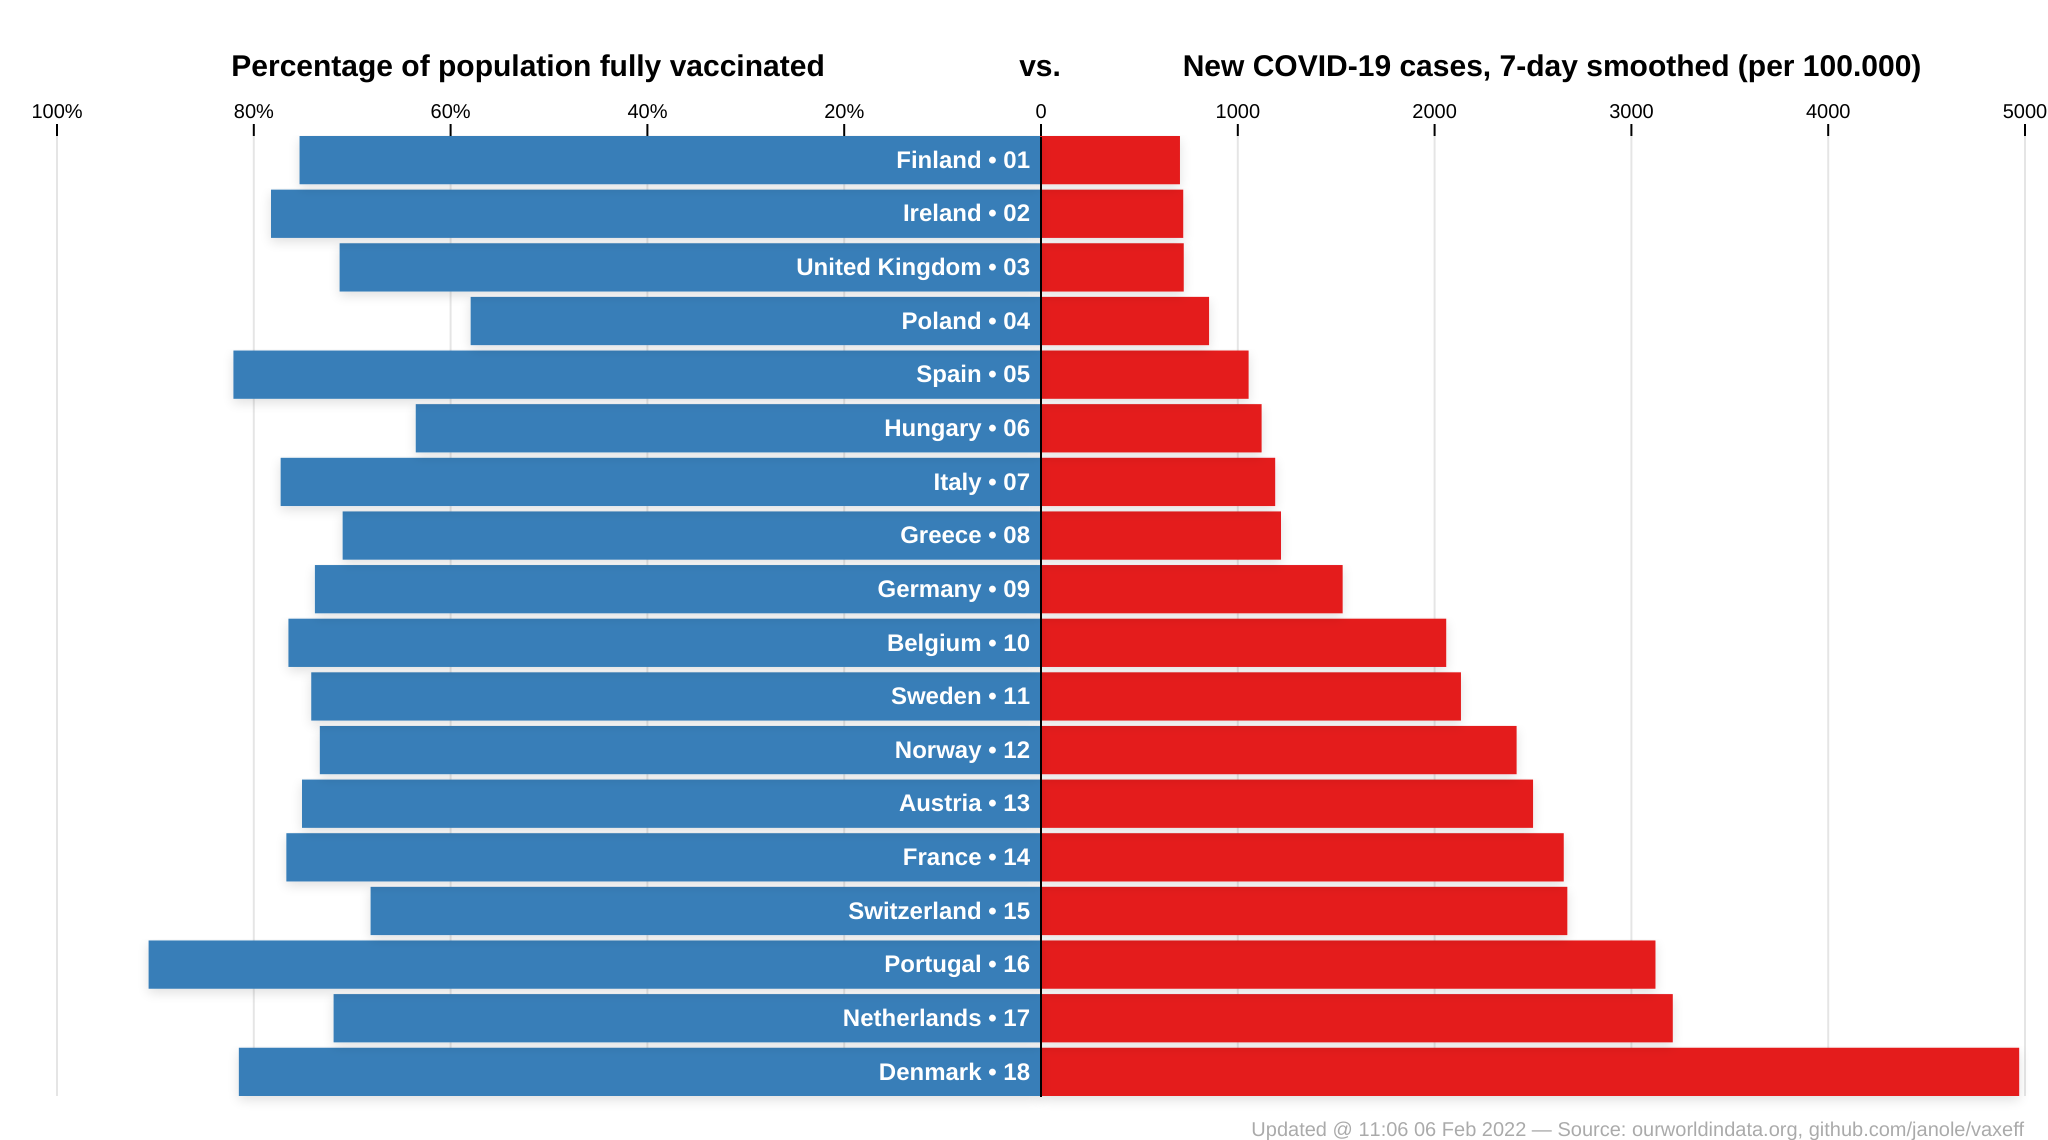 Percentage of population fully vaccinated vs. New COVID-19 cases, 7-day smoothed (per 100.000)
100% 80% 60% 40% 20% 0 1000 2000 3000 4000 5000
Finland • 01
Ireland • 02
United Kingdom • 03
Poland • 04
Spain • 05
Hungary • 06
Italy • 07
Greece • 08
Germany • 09
Belgium • 10
Sweden • 11
Norway • 12
Austria • 13
France • 14
Switzerland • 15
Portugal • 16
Netherlands • 17
Denmark • 18
Updated @ 11:06 06 Feb 2022 — Source: ourworldindata.org, github.com/janole/vaxeff